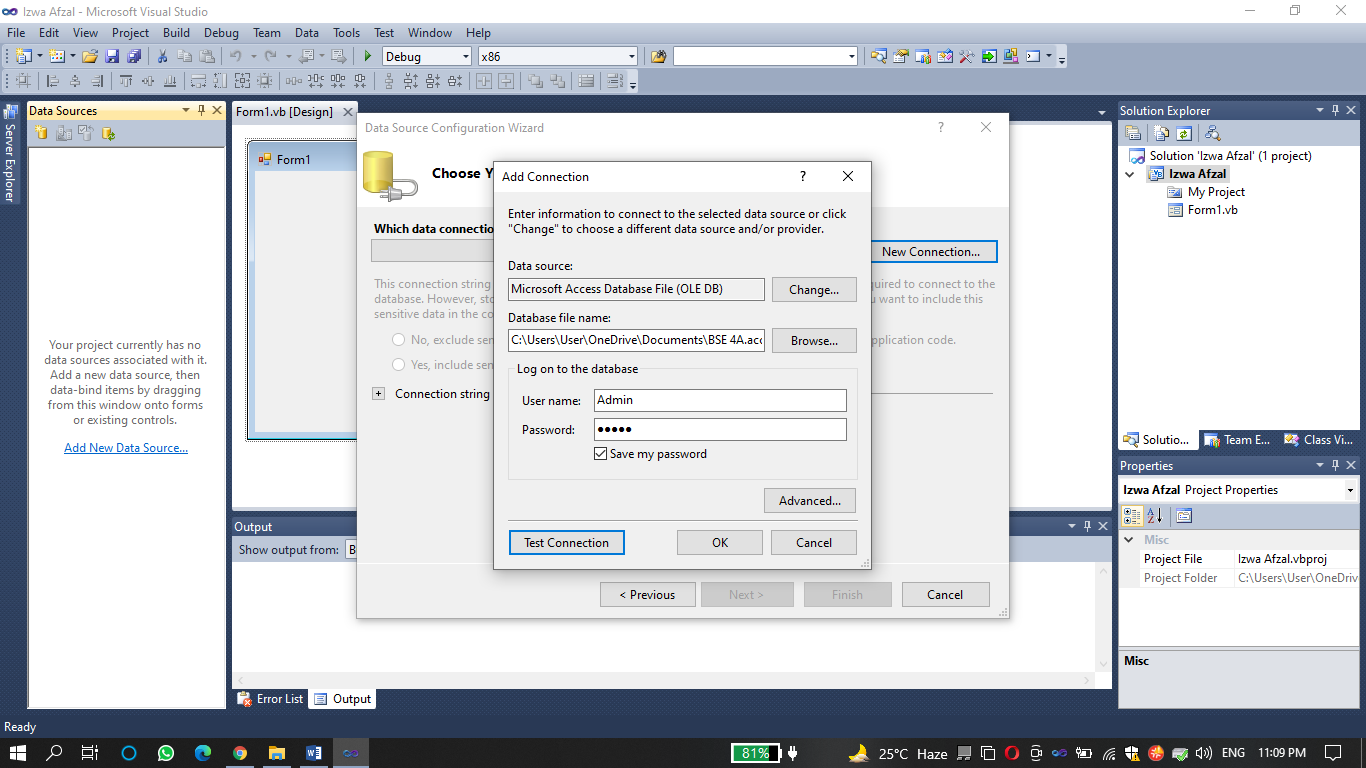 Izwa Afzal - Microsoft Visual Studio
File Edit View Project Build Debug Team Data Tools Test Window Help
Debug x86
Server Explorer
Data Sources
Your project currently has no
data sources associated with it.
Add a new data source, then
data-bind items by dragging
from this window onto forms
or existing controls.
Add New Data Source...
Form1.vb [Design]
Form1
Data Source Configuration Wizard
?
Choose Y
Which data connectio
New Connection...
This connection string
quired to connect to the
database. However, sto
u want to include this
sensitive data in the co
No, exclude sen
pplication code.
Yes, include sen
Connection string
< Previous
Next >
Finish
Cancel
Add Connection
?
Enter information to connect to the selected data source or click
"Change" to choose a different data source and/or provider.
Data source:
Microsoft Access Database File (OLE DB)
Change...
Database file name:
C:\Users\User\OneDrive\Documents\BSE 4A.acc
Browse...
Log on to the database
User name: Admin
Password: •••••
Save my password
Advanced...
Test Connection
OK
Cancel
Output
Show output from: B
Error List
Output
Solution Explorer
Solution 'Izwa Afzal' (1 project)
Izwa Afzal
My Project
Form1.vb
Solutio... Team E... Class Vi...
Properties
Izwa Afzal Project Properties
Misc
Project File Izwa Afzal.vbproj
Project Folder C:\Users\User\OneDriv
Misc
Ready
81%
25°C Haze
ENG
11:09 PM